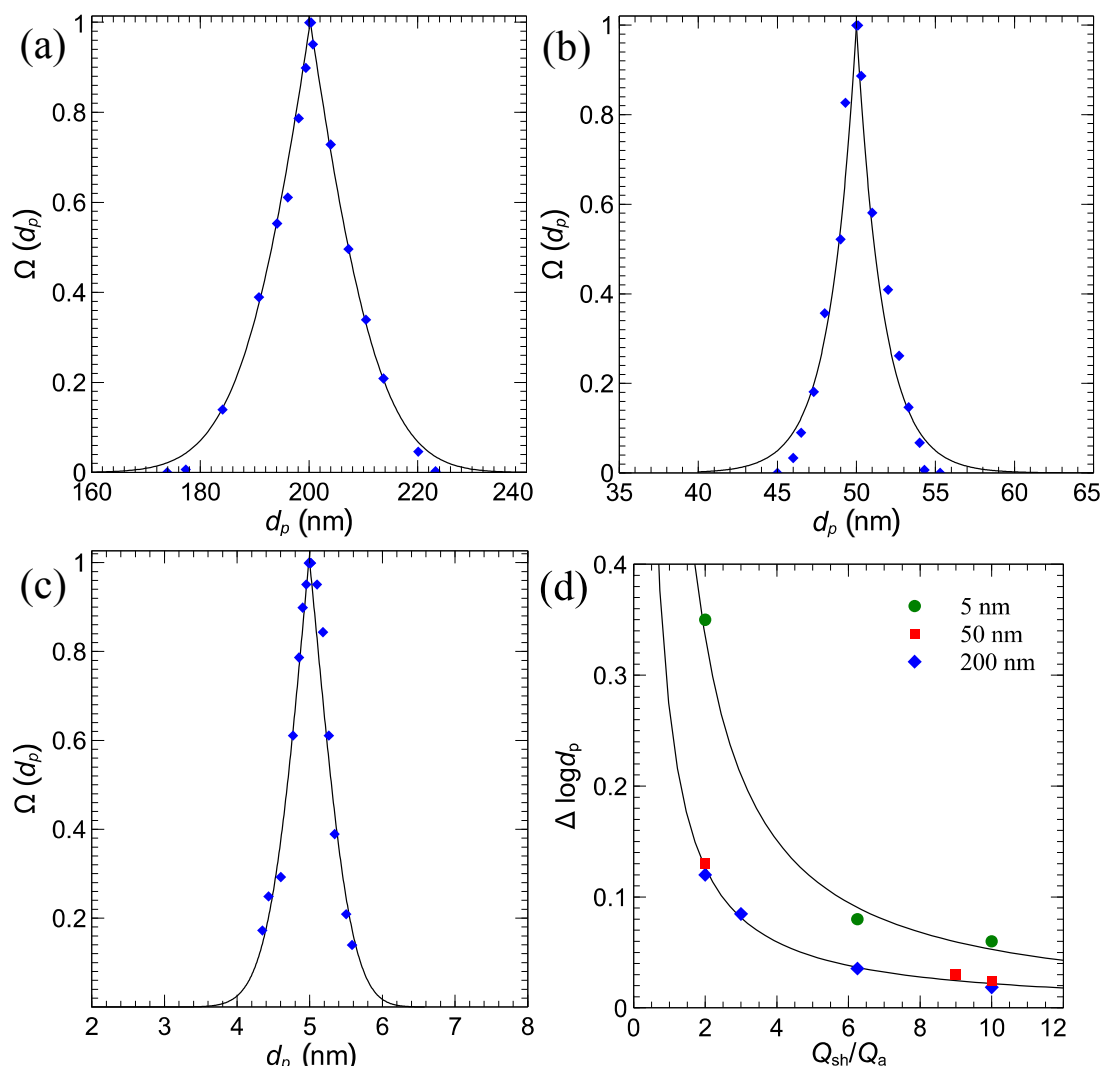 (a)
1
0.8
0.6
0.4
0.2
0
160 180 200 220 240
Ω (dp)
dp (nm)
(b)
1
0.8
0.6
0.4
0.2
0
35 40 45 50 55 60 65
Ω (dp)
dp (nm)
(c)
1
0.8
0.6
0.4
0.2
2 3 4 5 6 7 8
Ω (dp)
dp (nm)
(d)
0.4
0.3
0.2
0.1
0
0 2 4 6 8 10 12
Δ logdp
Qsh/Qa
5 nm
50 nm
200 nm